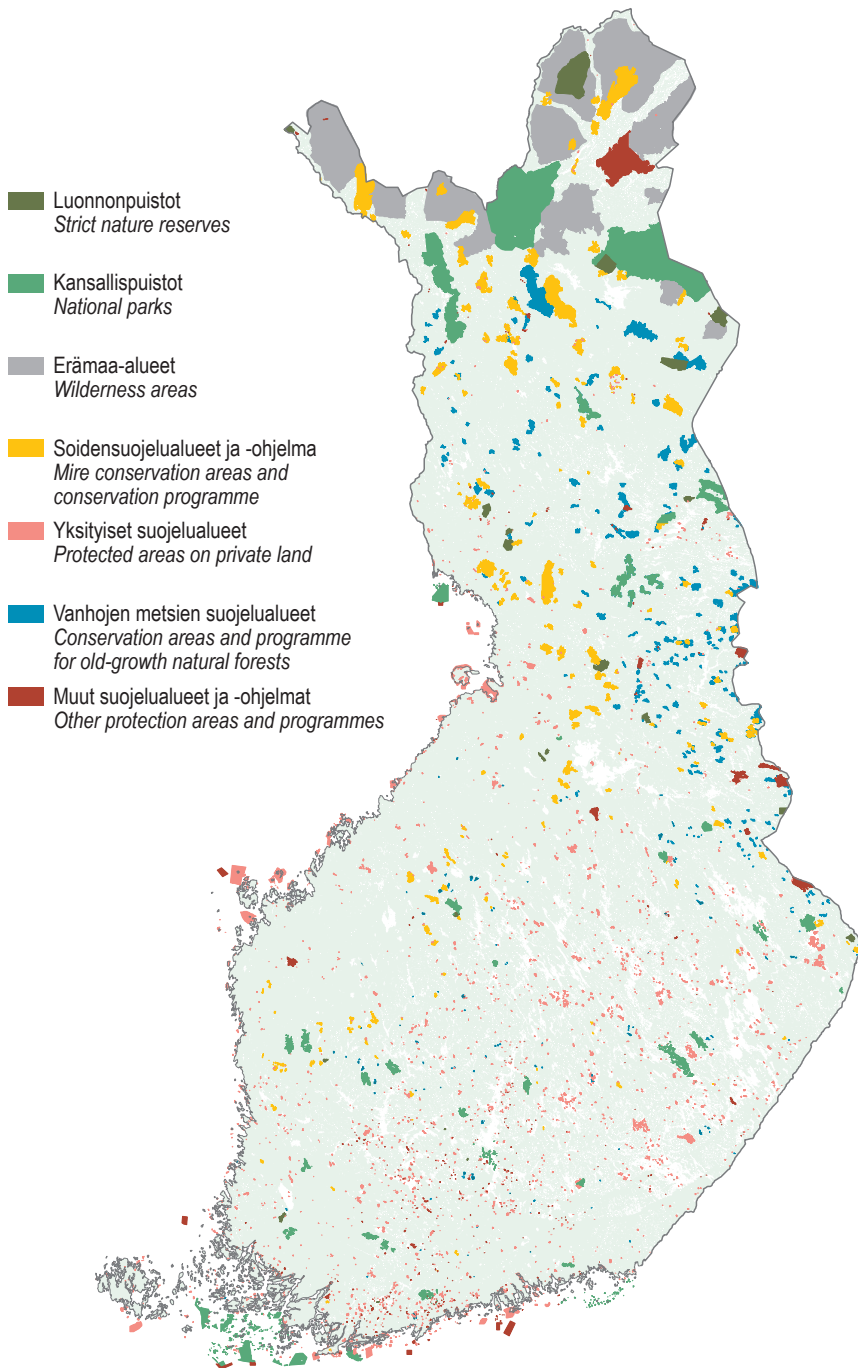 Luonnonpuistot
Strict nature reserves
Kansallispuistot
National parks
Erämaa-alueet
Wilderness areas
Soidensuojelualueet ja -ohjelma
Mire conservation areas and
conservation programme
Yksityiset suojelualueet
Protected areas on private land
Vanhojen metsien suojelualueet
Conservation areas and programme
for old-growth natural forests
Muut suojelualueet ja -ohjelmat
Other protection areas and programmes